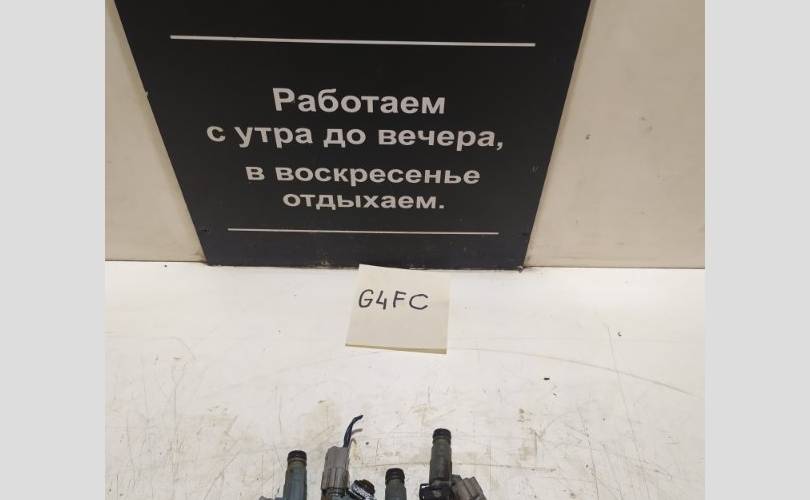 Работаем
с утра до вечера,
в воскресенье
отдыхаем.
G4FC